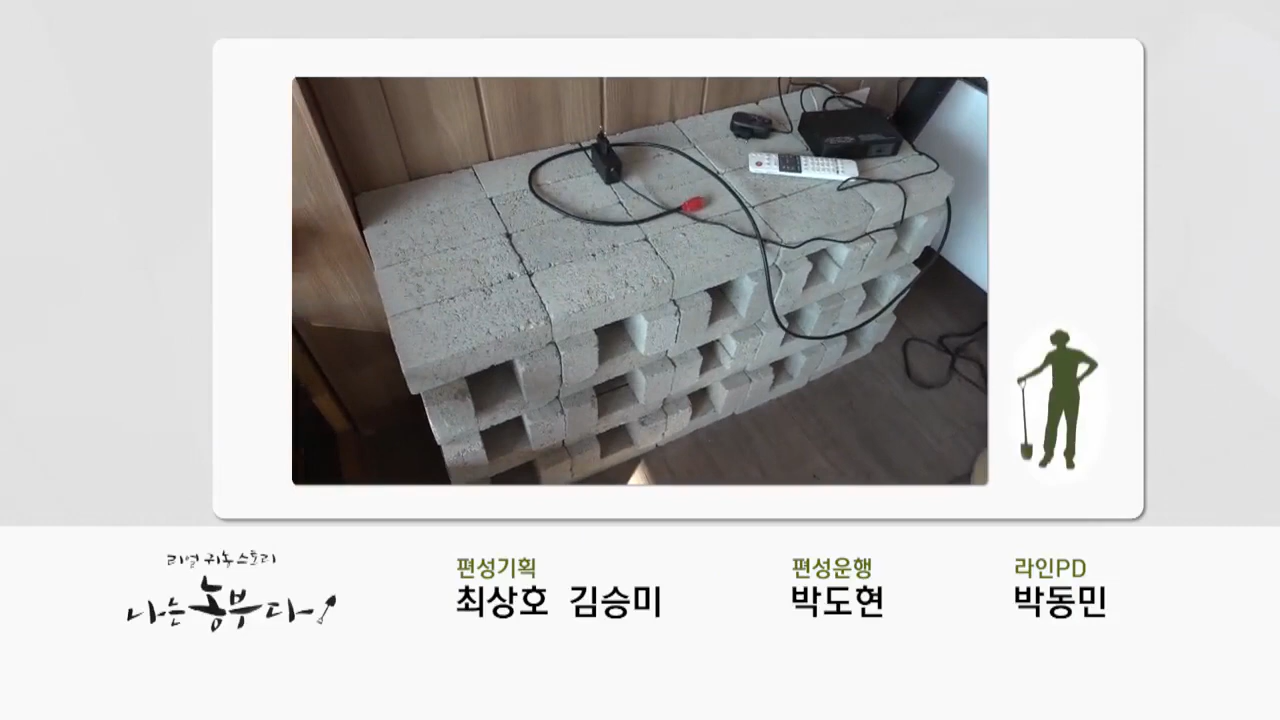 리얼 귀농 스토리
나는 농부다!
편성기획
최상호 김승미
편성운행
박도현
라인PD
박동민